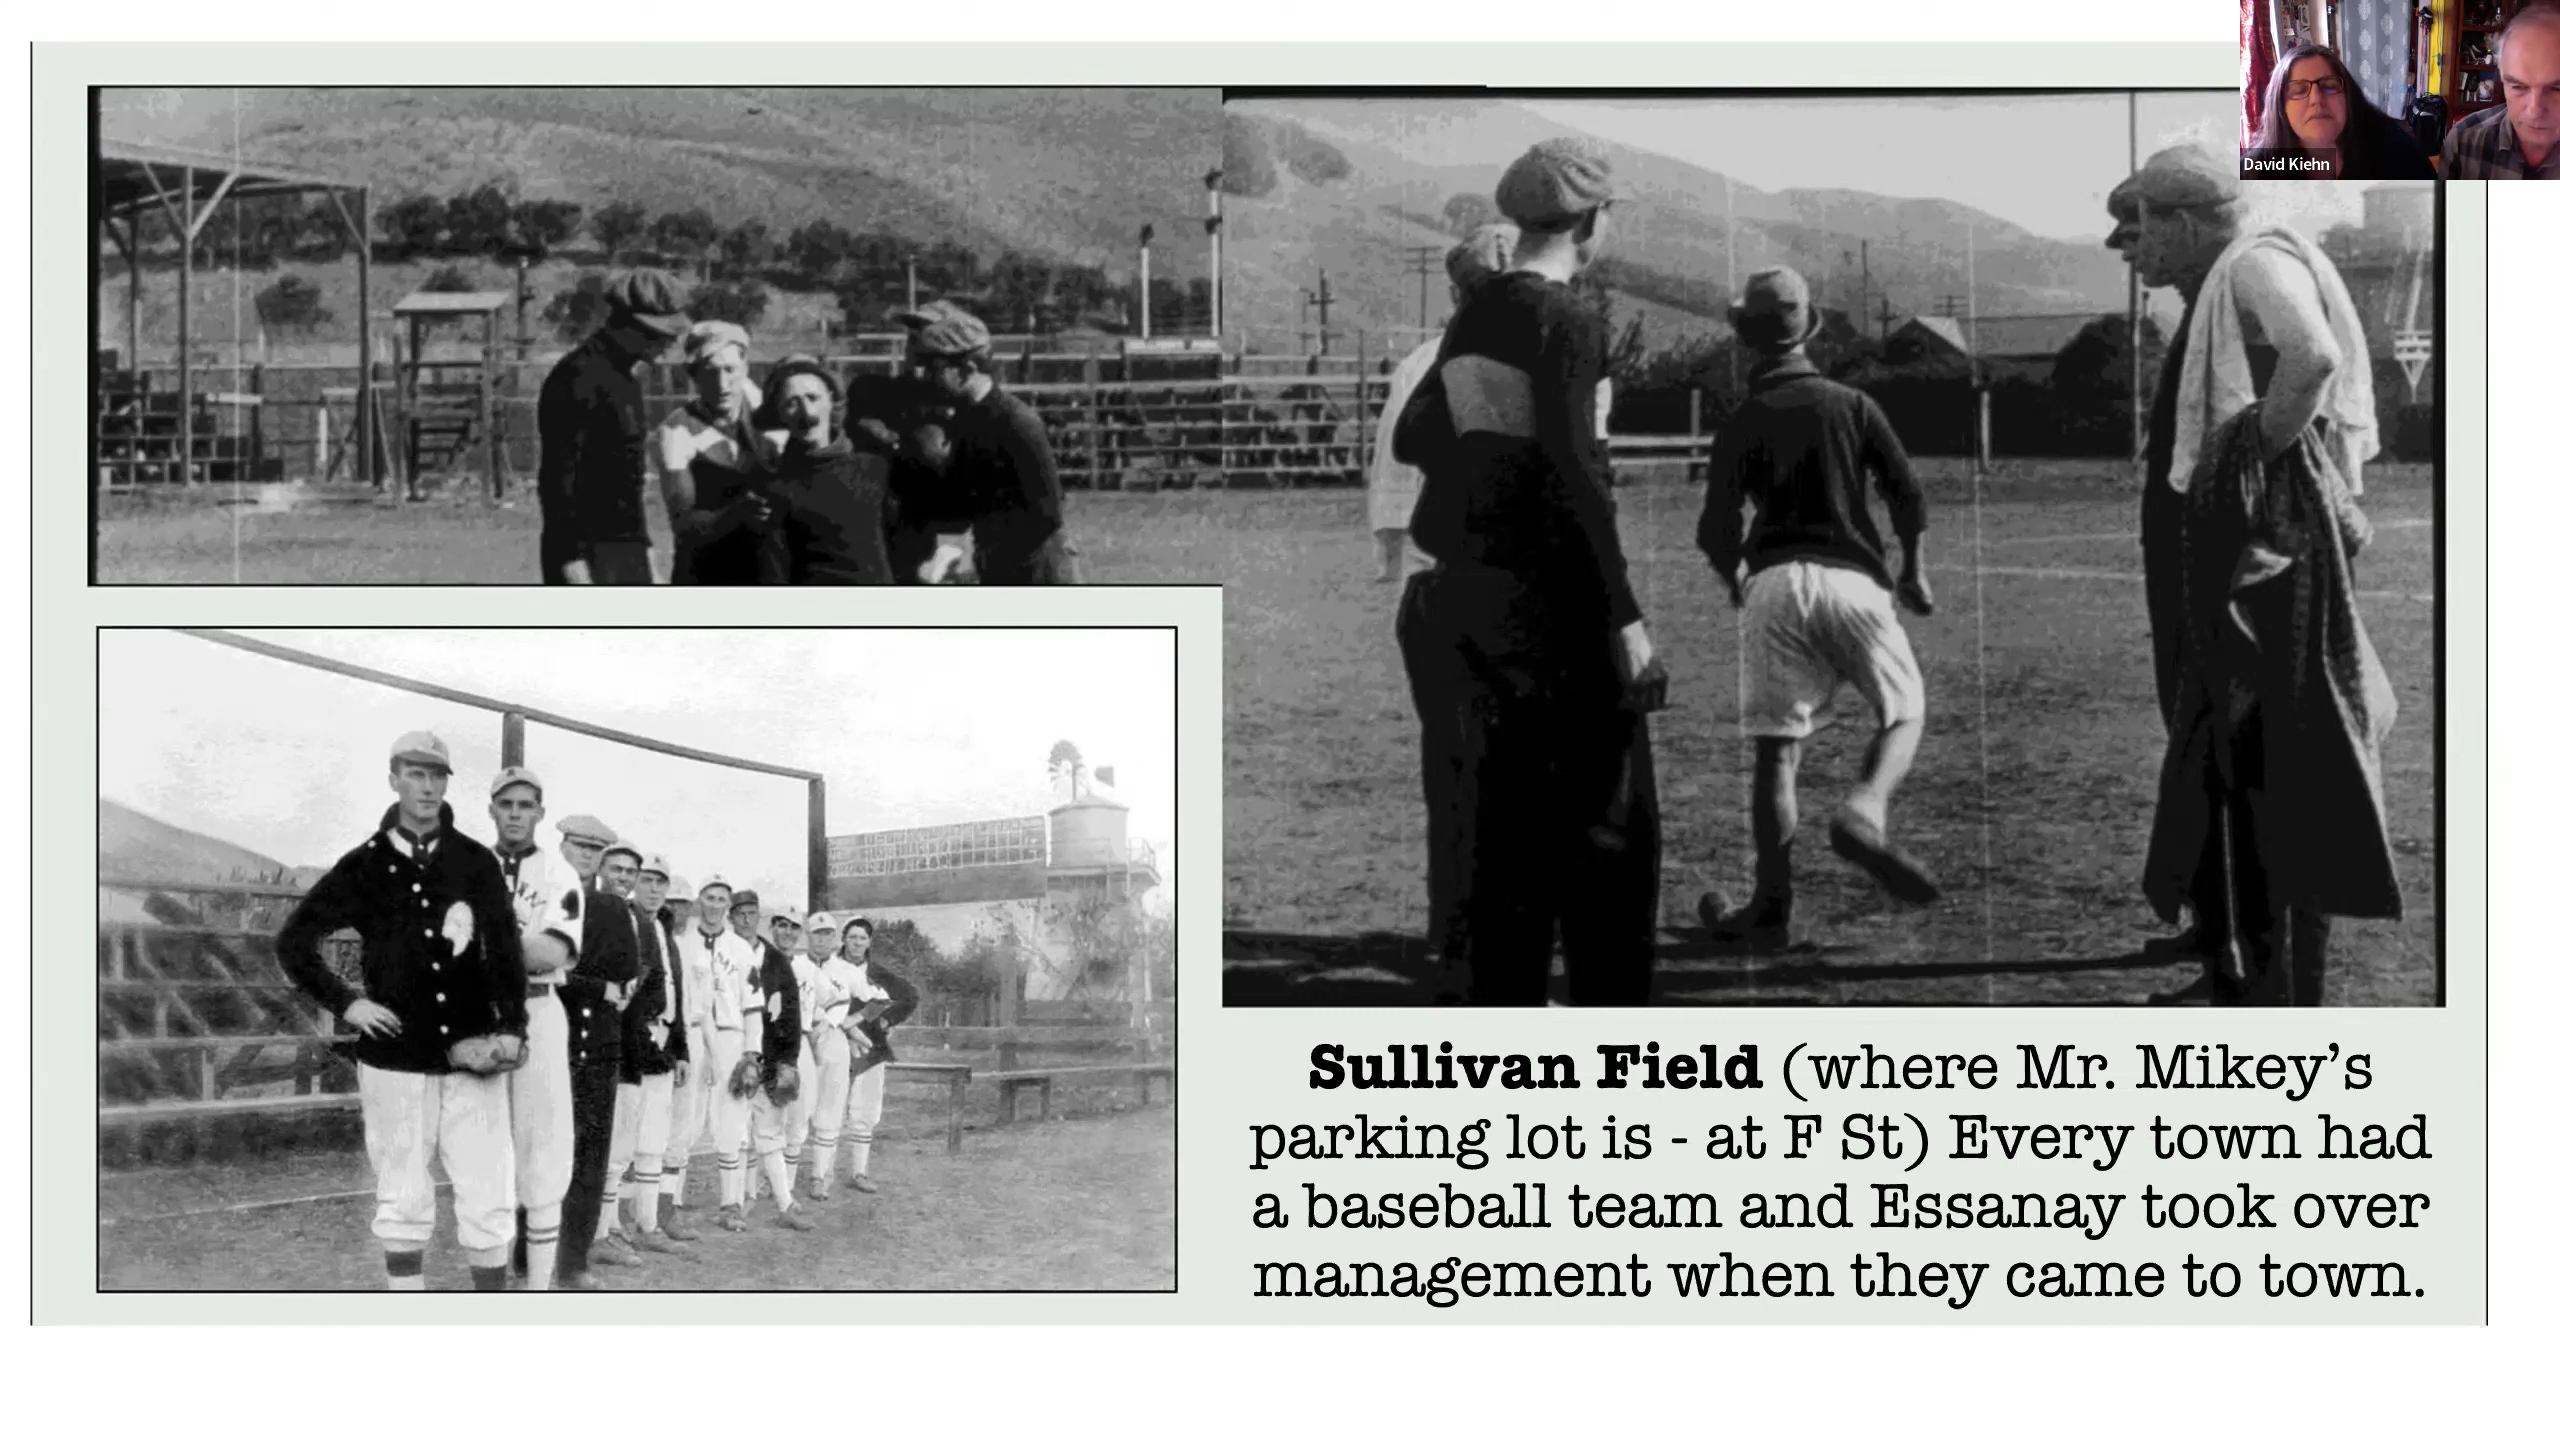 David Kiehn
Sullivan Field (where Mr. Mikey’s
parking lot is - at F St) Every town had
a baseball team and Essanay took over
management when they came to town.